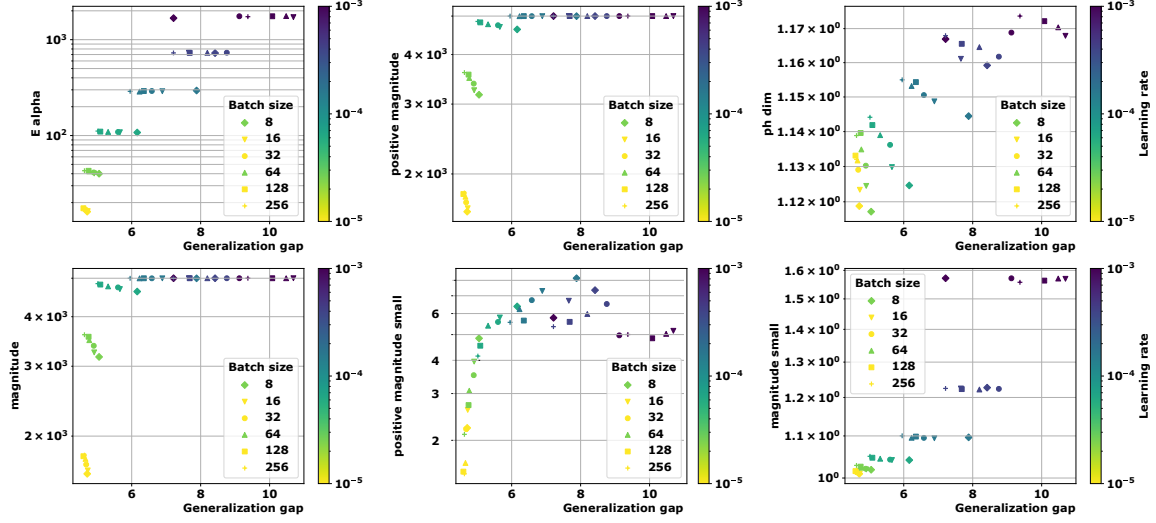 E alpha
10³
10²
6
8
10
Generalization gap
Batch size
8
16
32
64
128
256
10⁻³
10⁻⁴
10⁻⁵
positive magnitude
4 × 10³
3 × 10³
2 × 10³
6
8
10
Generalization gap
Batch size
8
16
32
64
128
256
10⁻³
10⁻⁴
10⁻⁵
ph dim
1.17 × 10⁰
1.16 × 10⁰
1.15 × 10⁰
1.14 × 10⁰
1.13 × 10⁰
1.12 × 10⁰
6
8
10
Generalization gap
Batch size
8
16
32
64
128
256
10⁻³
10⁻⁴
10⁻⁵
Learning rate
magnitude
4 × 10³
3 × 10³
2 × 10³
6
8
10
Generalization gap
Batch size
8
16
32
64
128
256
10⁻³
10⁻⁴
10⁻⁵
positive magnitude small
6
4
3
2
6
8
10
Generalization gap
Batch size
8
16
32
64
128
256
10⁻³
10⁻⁴
10⁻⁵
magnitude small
1.6 × 10⁰
1.5 × 10⁰
1.4 × 10⁰
1.3 × 10⁰
1.2 × 10⁰
1.1 × 10⁰
10⁰
6
8
10
Generalization gap
Batch size
8
16
32
64
128
256
10⁻³
10⁻⁴
10⁻⁵
Learning rate